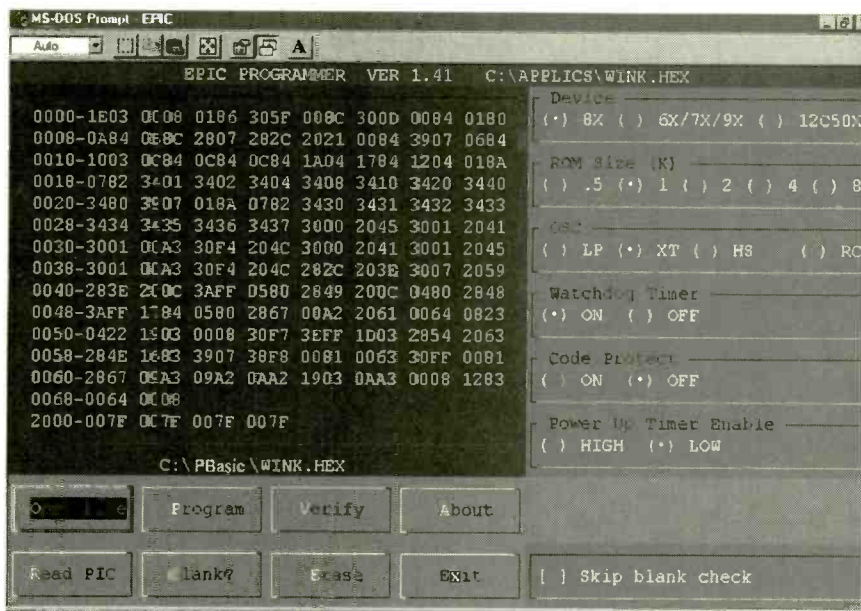 MS-DOS Prompt - EPIC
Auto
A
EPIC PROGRAMMER VER 1.41 C:\APPLICS\WINK.HEX
0000-1E03 0008 0186 305F 008C 300D 0084 0180
0008-0A84 0E8C 2807 282C 2021 0084 3907 0684
0010-1003 0C84 0C84 0C84 1A04 1784 1204 018A
0018-0782 3401 3402 3404 3408 3410 3420 3440
0020-3480 3907 018A 0782 3430 3431 3432 3433
0028-3434 3435 3436 3437 3000 2045 3001 2041
0030-3001 00A3 30F4 204C 3000 2041 3001 2045
0038-3001 00A3 30F4 204C 282C 203E 3007 2059
0040-283E 200C 3AFF 0580 2849 200C 0480 2848
0048-3AFF 1784 0580 2867 00A2 2061 0064 0823
0050-0422 1903 0008 30F7 3EFF 1D03 2854 2063
0058-284E 1683 3907 38F8 0081 0063 30FF 0081
0060-2867 09A3 09A2 0AA2 1903 0AA3 0008 1283
0068-0064 0008
2000-007F 007F 007F 007F
C:\PBasic\WINK.HEX
Device
(•) 8X ( ) 6X/7X/9X ( ) 12C50X
ROM Size (K)
( ) .5 (•) 1 ( ) 2 ( ) 4 ( ) 8
OSC
( ) LP (•) XT ( ) HS ( ) RC
Watchdog Timer
(•) ON ( ) OFF
Code Protect
( ) ON (•) OFF
Power Up Timer Enable
( ) HIGH (•) LOW
Program Verify About
Read PIC Blank? Erase Exit
[ ] Skip blank check